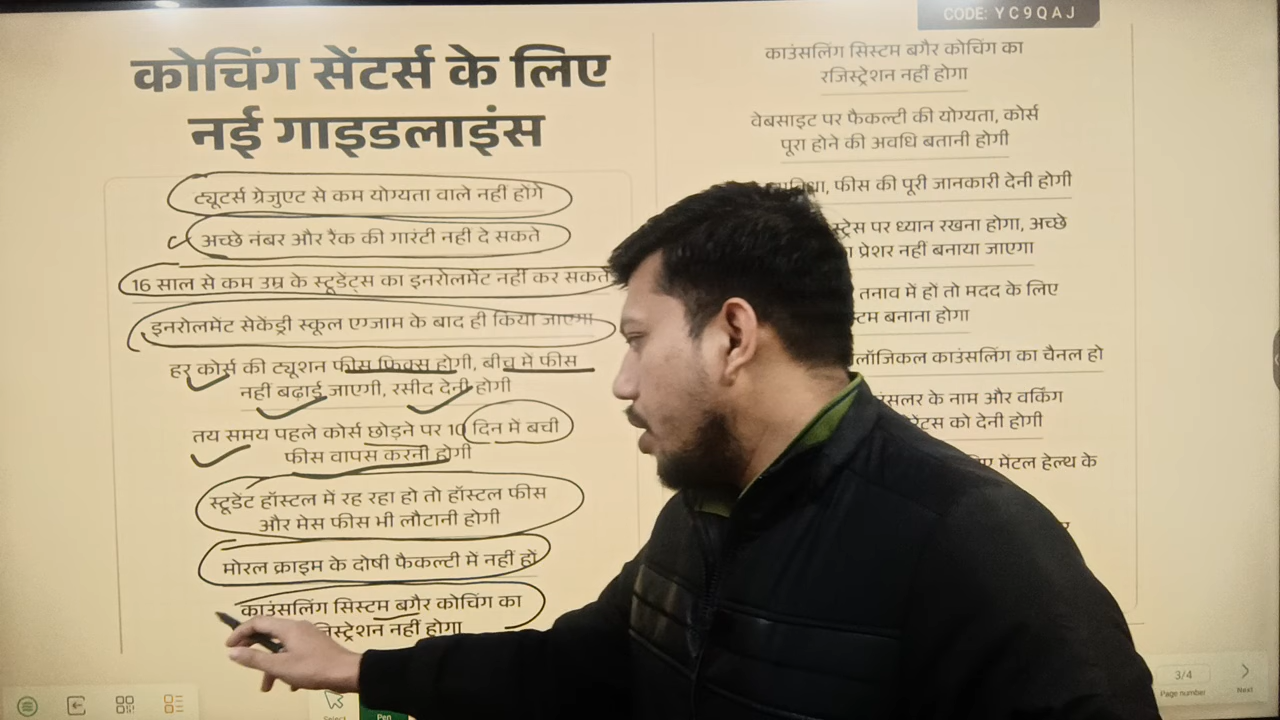 CODE: YC9QAJ
कोचिंग सेंटर्स के लिए
नई गाइडलाइंस
ट्यूटर्स ग्रेजुएट से कम योग्यता वाले नहीं होंगे
अच्छे नंबर और रैंक की गारंटी नहीं दे सकते
16 साल से कम उम्र के स्टूडेंट्स का इनरोलमेंट नहीं कर सकते
इनरोलमेंट सेकेंड्री स्कूल एग्जाम के बाद ही किया जाएगा
हर कोर्स की ट्यूशन फीस फिक्स होगी, बीच में फीस
नहीं बढ़ाई जाएगी, रसीद देनी होगी
तय समय पहले कोर्स छोड़ने पर 10 दिन में बची
फीस वापस करनी होगी
स्टूडेंट हॉस्टल में रह रहा हो तो हॉस्टल फीस
और मेस फीस भी लौटानी होगी
मोरल क्राइम के दोषी फैकल्टी में नहीं हों
काउंसलिंग सिस्टम बगैर कोचिंग का
नहीं होगा
काउंसलिंग सिस्टम बगैर कोचिंग का
रजिस्ट्रेशन नहीं होगा
वेबसाइट पर फैकल्टी की योग्यता, कोर्स
पूरा होने की अवधि बतानी होगी
फीस की पूरी जानकारी देनी होगी
पर ध्यान रखना होगा, अच्छे
प्रेशर नहीं बनाया जाएगा
तनाव में हों तो मदद के लिए
बनाना होगा
काउंसलिंग का चैनल हो
के नाम और वर्किंग
को देनी होगी
मेंटल हेल्थ के
3/4
Page number
Next
Select
Pen